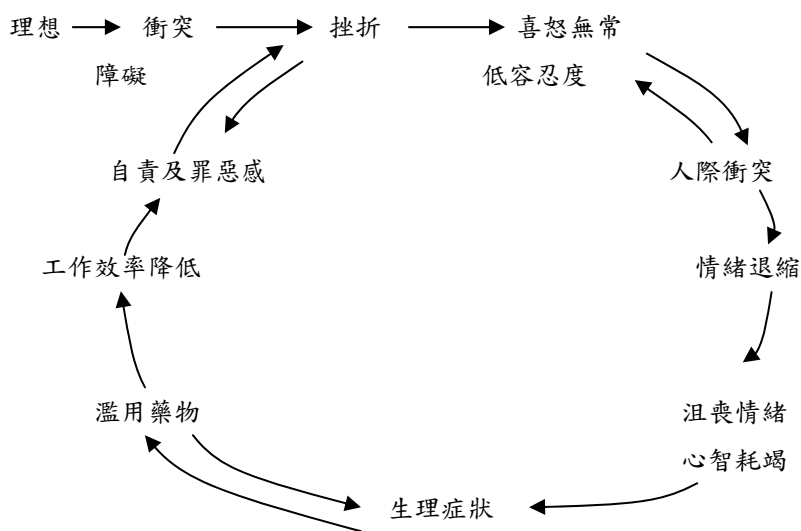 理想 衝突 挫折 喜怒無常
障礙 低容忍度
自責及罪惡感 人際衝突
工作效率降低 情緒退縮
濫用藥物 沮喪情緒
心智耗竭
生理症狀